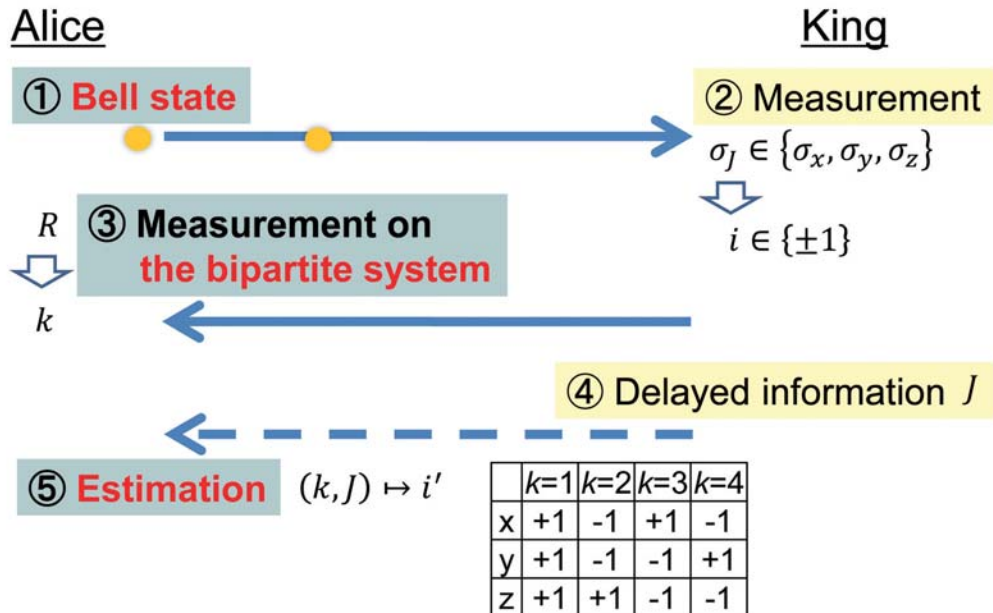 Alice
King
① Bell state
② Measurement
σ_J ∈ {σ_x, σ_y, σ_z}
i ∈ {±1}
R
③ Measurement on
the bipartite system
k
④ Delayed information J
⑤ Estimation (k, J) ↦ i′
k=1 k=2 k=3 k=4
x +1 -1 +1 -1
y +1 -1 -1 +1
z +1 +1 -1 -1